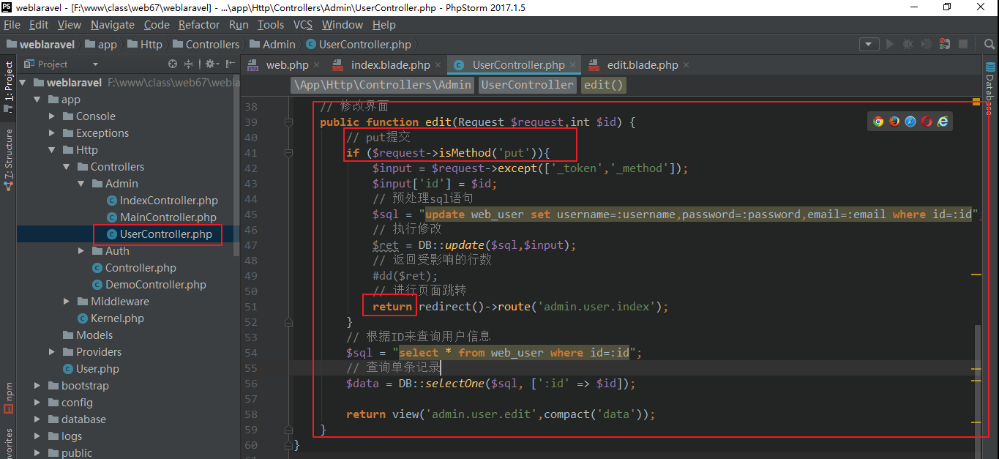 PS weblaravel - [F:\www\class\web67\weblaravel] - ...\app\Http\Controllers\Admin\UserController.php - PhpStorm 2017.1.5
File Edit View Navigate Code Refactor Run Tools VCS Window Help
weblaravel app Http Controllers Admin UserController.php
Project
web.php index.blade.php UserController.php edit.blade.php
1: Project
7: Structure
npm
Database
weblaravel F:\www\class\web67\webla
app
Console
Exceptions
Http
Controllers
Admin
IndexController.php
MainController.php
UserController.php
Auth
Controller.php
DemoController.php
Middleware
Kernel.php
Models
Providers
User.php
bootstrap
config
database
logs
public
\App\Http\Controllers\Admin UserController edit()
38 // 修改界面
39 public function edit(Request $request,int $id) {
40 // put提交
41 if ($request->isMethod('put')){
42 $input = $request->except(['_token','_method']);
43 $input['id'] = $id;
44 // 预处理sql语句
45 $sql = "update web_user set username=:username,password=:password,email=:email where id=:id";
46 // 执行修改
47 $ret = DB::update($sql,$input);
48 // 返回受影响的行数
49 #dd($ret);
50 // 进行页面跳转
51 return redirect()->route('admin.user.index');
52 }
53 // 根据ID来查询用户信息
54 $sql = "select * from web_user where id=:id";
55 // 查询单条记录
56 $data = DB::selectOne($sql, [':id' => $id]);
57
58 return view('admin.user.edit',compact('data'));
59 }
60 }